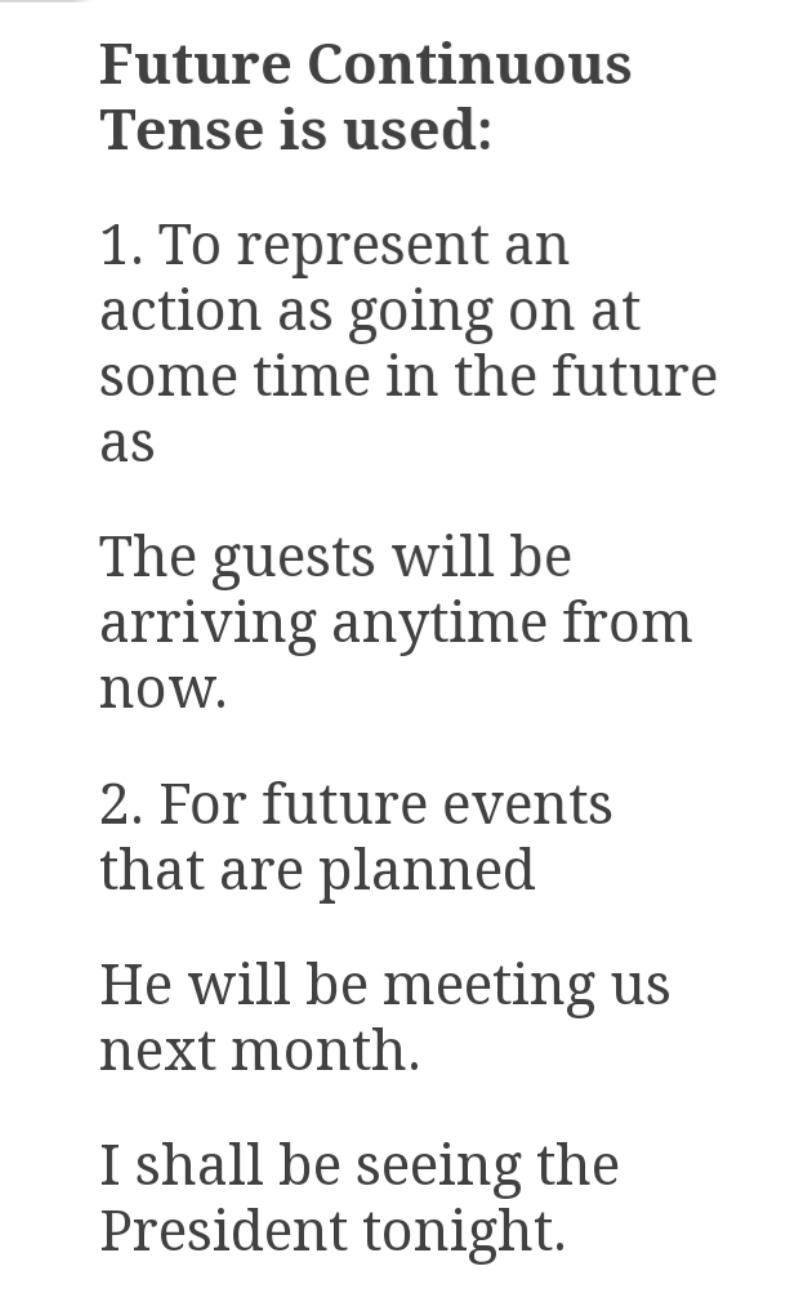 Future Continuous
Tense is used:
1. To represent an
action as going on at
some time in the future
as
The guests will be
arriving anytime from
now.
2. For future events
that are planned
He will be meeting us
next month.
I shall be seeing the
President tonight.